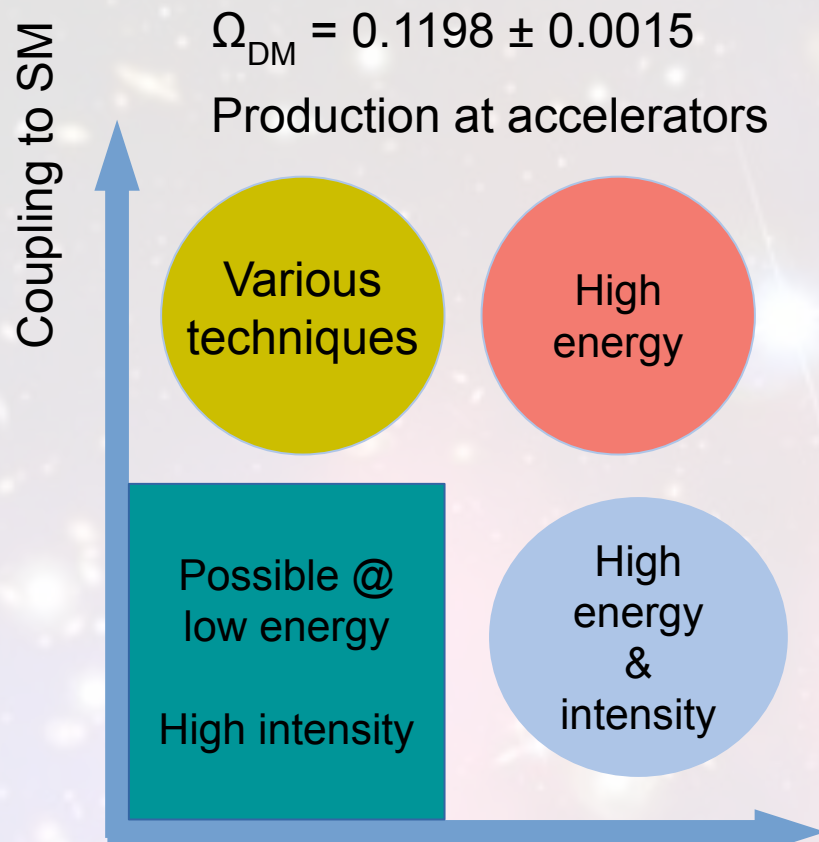 Ω_DM = 0.1198 ± 0.0015
Production at accelerators
Coupling to SM
Various
techniques
High
energy
Possible @
low energy
High intensity
High
energy
&
intensity